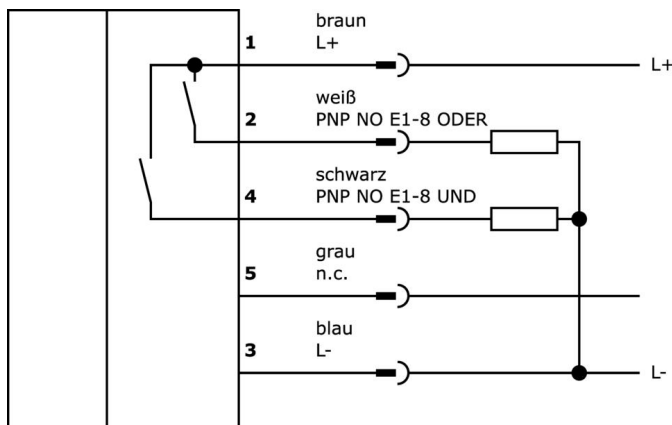 braun
1 L+
L+
weiß
2 PNP NO E1-8 ODER
schwarz
4 PNP NO E1-8 UND
grau
5 n.c.
blau
3 L-
L-